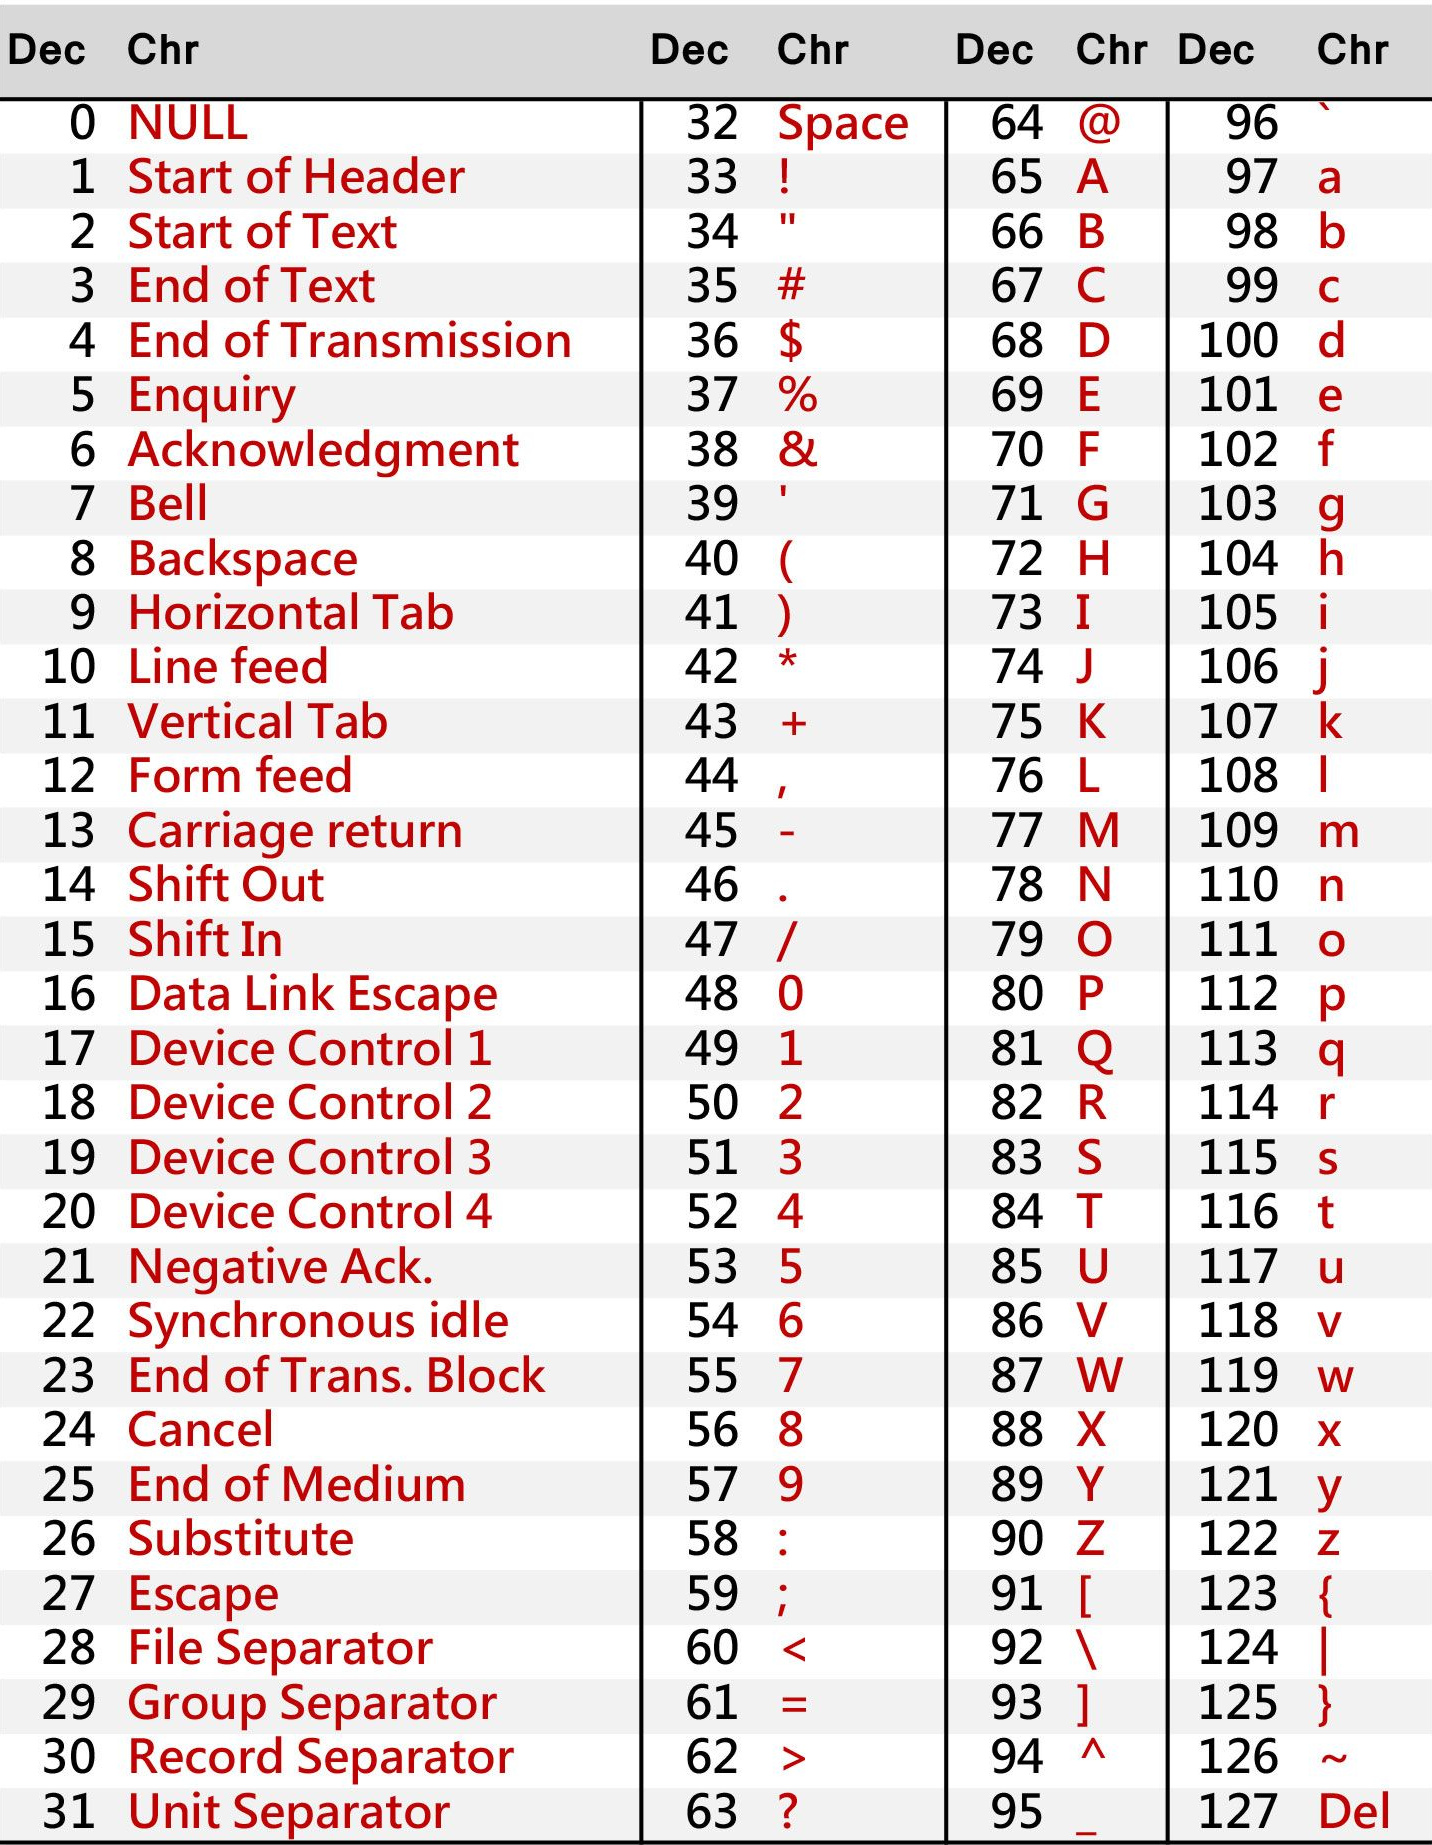 Dec Chr Dec Chr Dec Chr Dec Chr
0 NULL 32 Space 64 @ 96 `
1 Start of Header 33 ! 65 A 97 a
2 Start of Text 34 " 66 B 98 b
3 End of Text 35 # 67 C 99 c
4 End of Transmission 36 $ 68 D 100 d
5 Enquiry 37 % 69 E 101 e
6 Acknowledgment 38 & 70 F 102 f
7 Bell 39 ' 71 G 103 g
8 Backspace 40 ( 72 H 104 h
9 Horizontal Tab 41 ) 73 I 105 i
10 Line feed 42 * 74 J 106 j
11 Vertical Tab 43 + 75 K 107 k
12 Form feed 44 , 76 L 108 l
13 Carriage return 45 - 77 M 109 m
14 Shift Out 46 . 78 N 110 n
15 Shift In 47 / 79 O 111 o
16 Data Link Escape 48 0 80 P 112 p
17 Device Control 1 49 1 81 Q 113 q
18 Device Control 2 50 2 82 R 114 r
19 Device Control 3 51 3 83 S 115 s
20 Device Control 4 52 4 84 T 116 t
21 Negative Ack. 53 5 85 U 117 u
22 Synchronous idle 54 6 86 V 118 v
23 End of Trans. Block 55 7 87 W 119 w
24 Cancel 56 8 88 X 120 x
25 End of Medium 57 9 89 Y 121 y
26 Substitute 58 : 90 Z 122 z
27 Escape 59 ; 91 [ 123 {
28 File Separator 60 < 92 \ 124 |
29 Group Separator 61 = 93 ] 125 }
30 Record Separator 62 > 94 ^ 126 ~
31 Unit Separator 63 ? 95 _ 127 Del